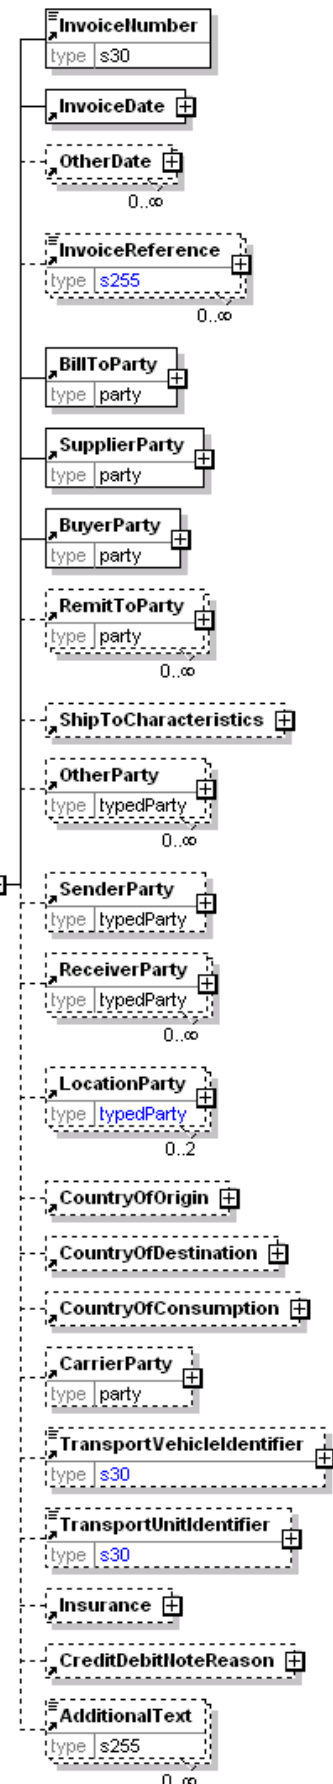 InvoiceNumber
type s30
InvoiceDate
OtherDate
0..∞
InvoiceReference
type s255
0..∞
BillToParty
type party
SupplierParty
type party
BuyerParty
type party
RemitToParty
type party
0..∞
ShipToCharacteristics
OtherParty
type typedParty
0..∞
SenderParty
type typedParty
ReceiverParty
type typedParty
0..∞
LocationParty
type typedParty
0..2
CountryOfOrigin
CountryOfDestination
CountryOfConsumption
CarrierParty
type party
TransportVehicleIdentifier
type s30
TransportUnitIdentifier
type s30
Insurance
CreditDebitNoteReason
AdditionalText
type s255
0..∞